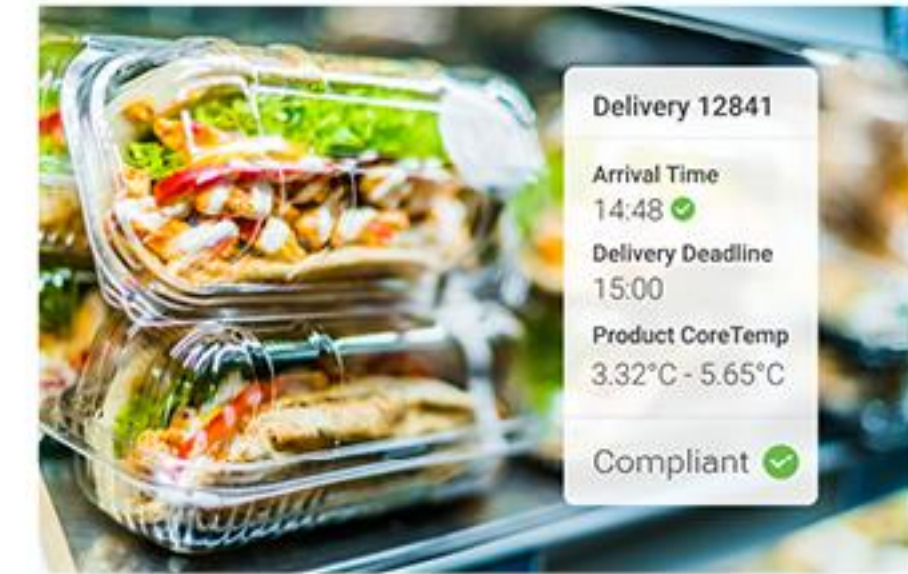 Delivery 12841
Arrival Time
14:48
Delivery Deadline
15:00
Product CoreTemp
3.32°C - 5.65°C
Compliant